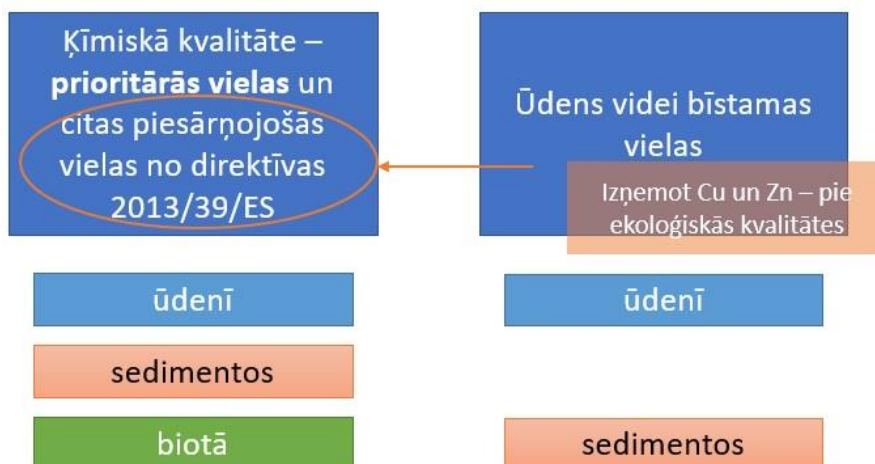 Ķīmiskā kvalitāte –
prioritārās vielas un
citas piesārņojošās
vielas no direktīvas
2013/39/ES
Ūdens videi bīstamas
vielas
Izņemot Cu un Zn – pie
ekoloģiskās kvalitātes
ūdenī
ūdenī
sedimentos
biotā
sedimentos